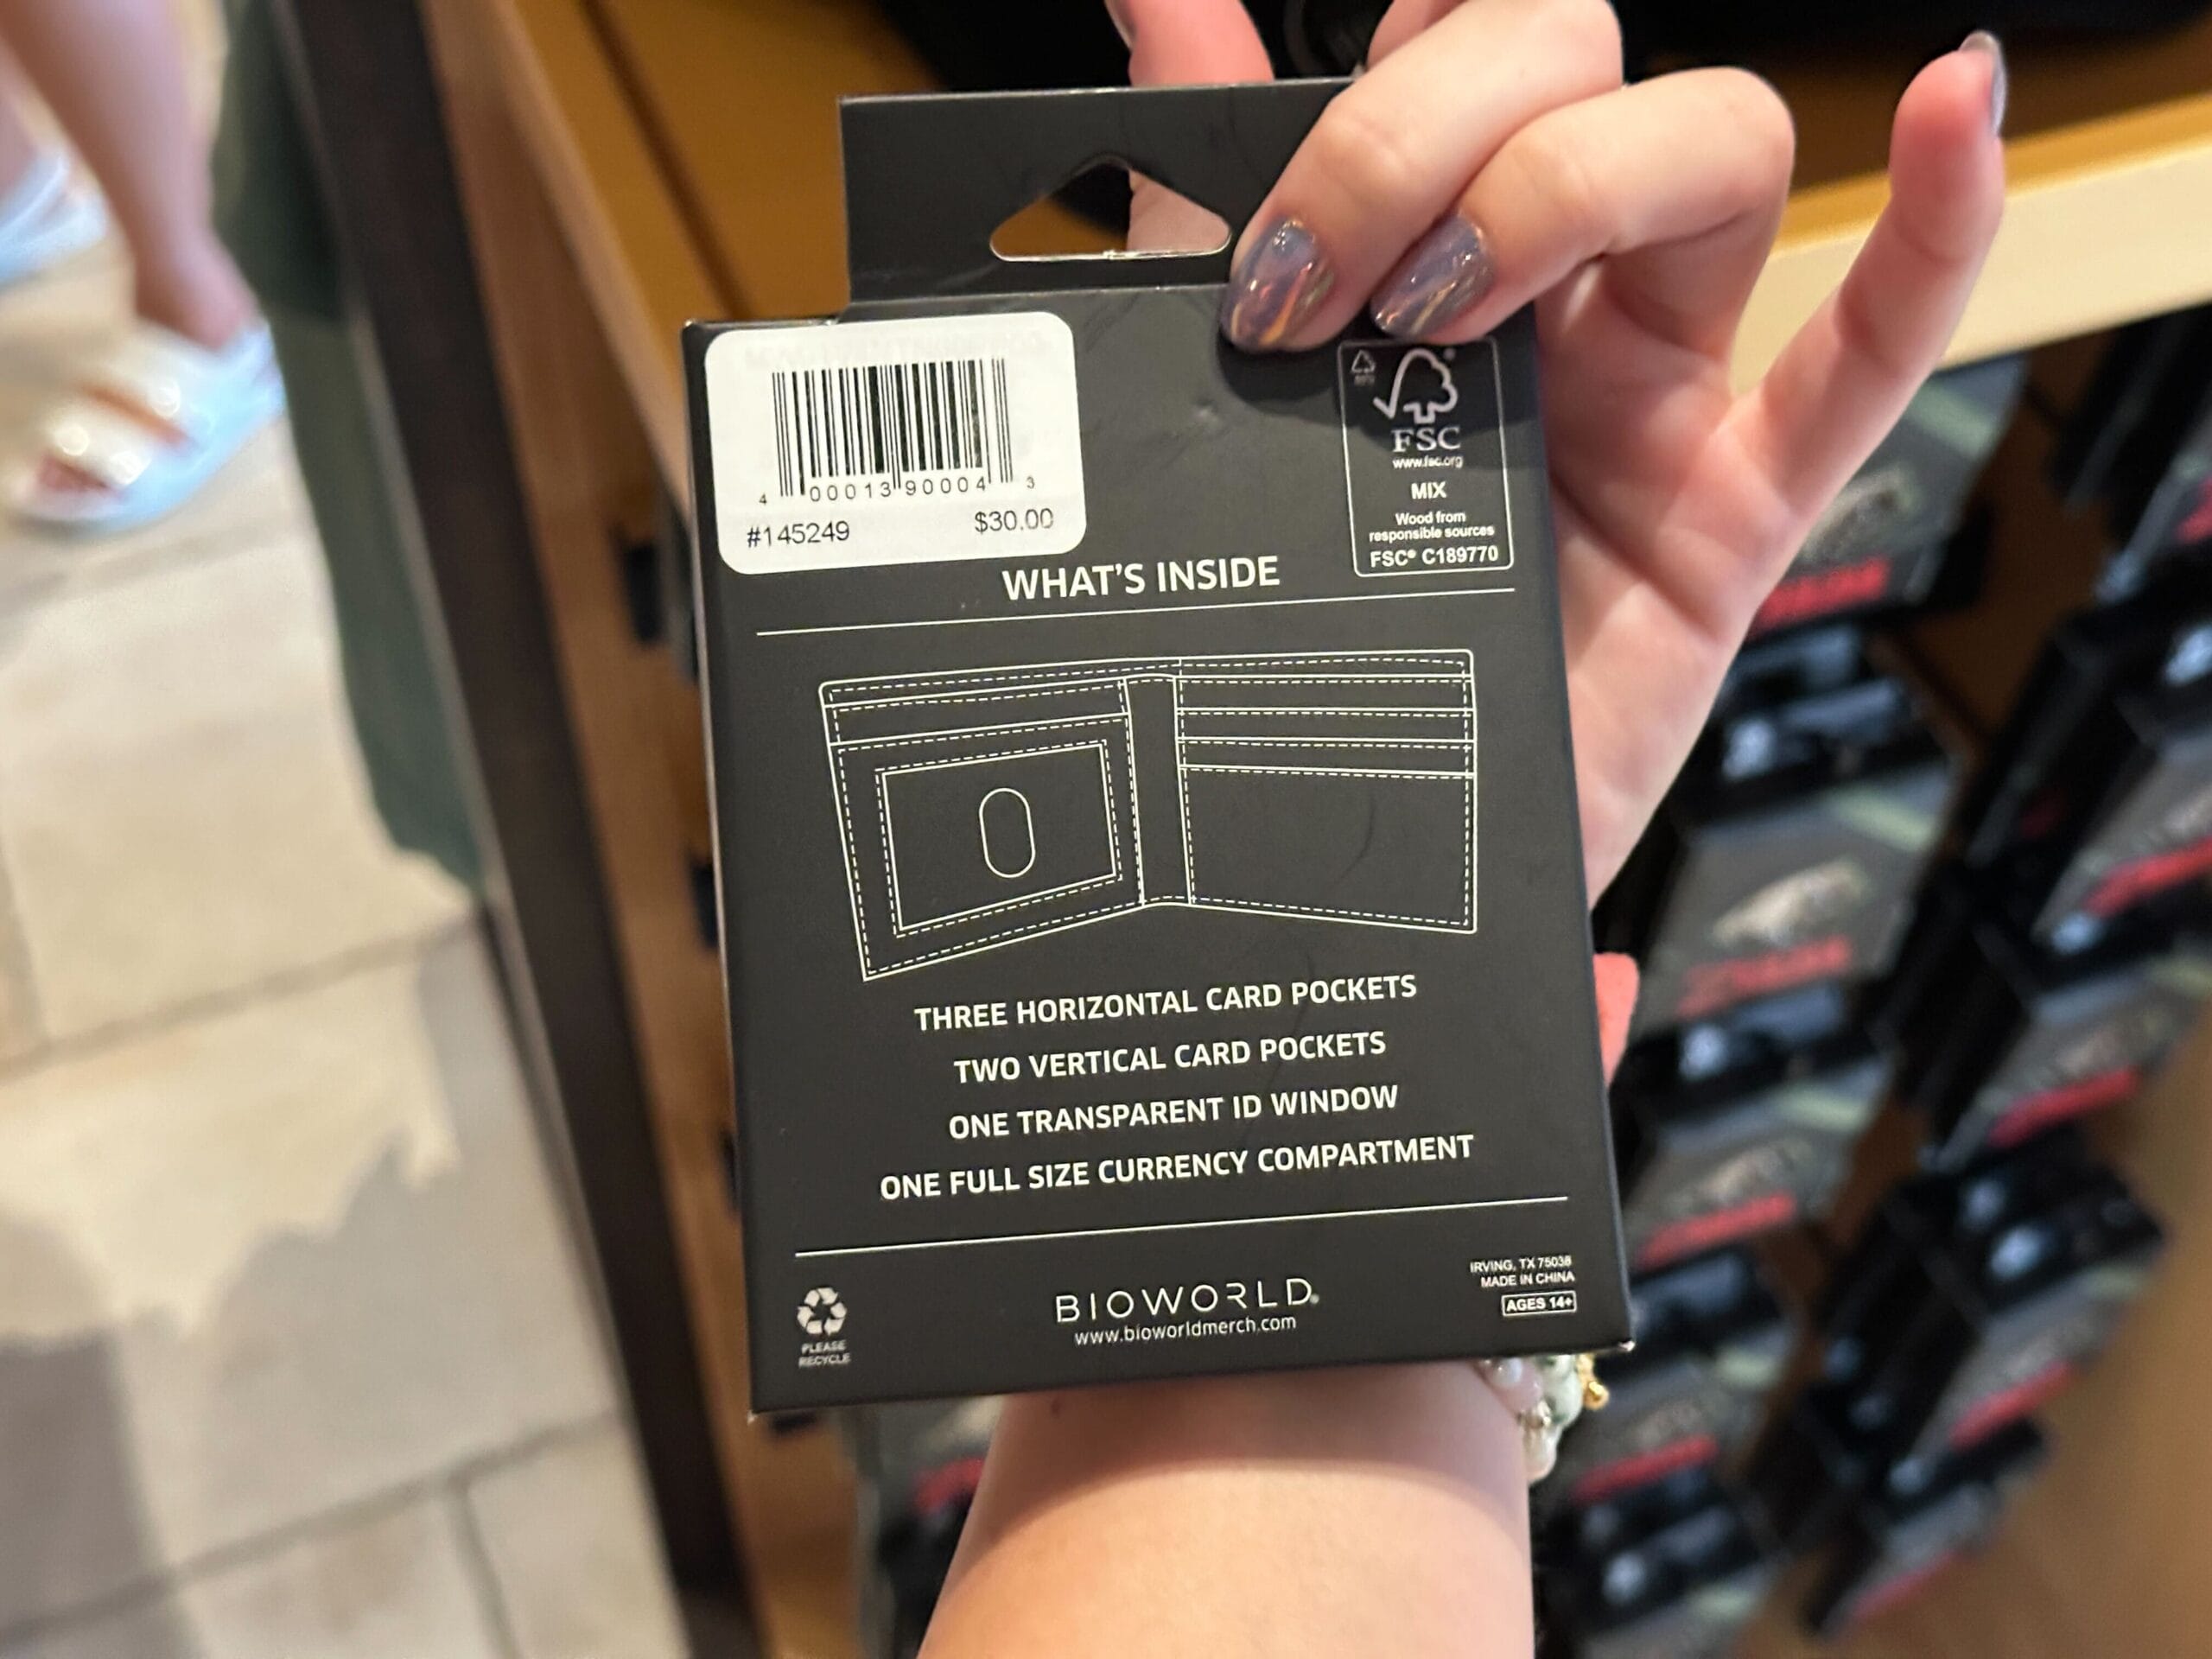 4 00013 90004 3
#145249 $30.00
FSC®
www.fsc.org
MIX
Wood from
responsible sources
FSC® C189770
WHAT'S INSIDE
THREE HORIZONTAL CARD POCKETS
TWO VERTICAL CARD POCKETS
ONE TRANSPARENT ID WINDOW
ONE FULL SIZE CURRENCY COMPARTMENT
PLEASE
RECYCLE
BIOWORLD®
www.bioworldmerch.com
IRVING, TX 75038
MADE IN CHINA
AGES 14+